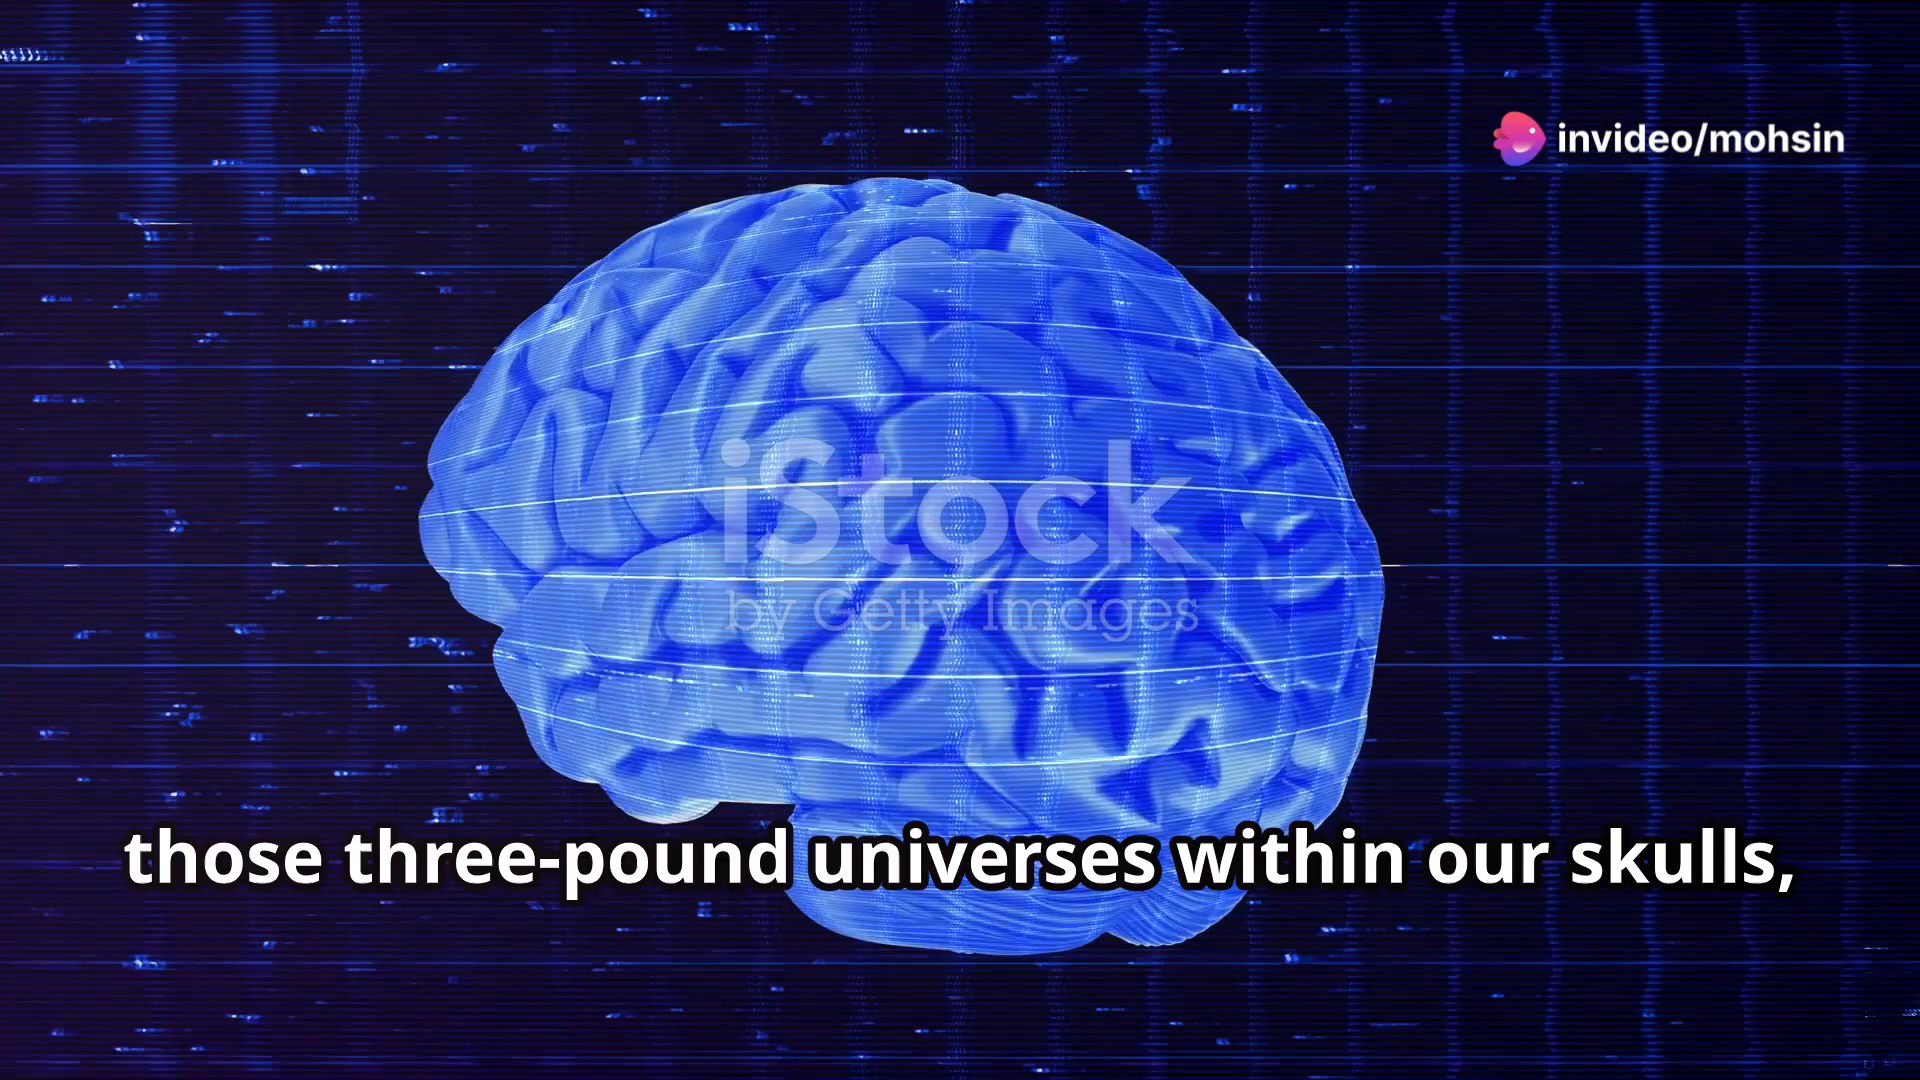 invideo/mohsin
iStock
by Getty Images
those three-pound universes within our skulls,